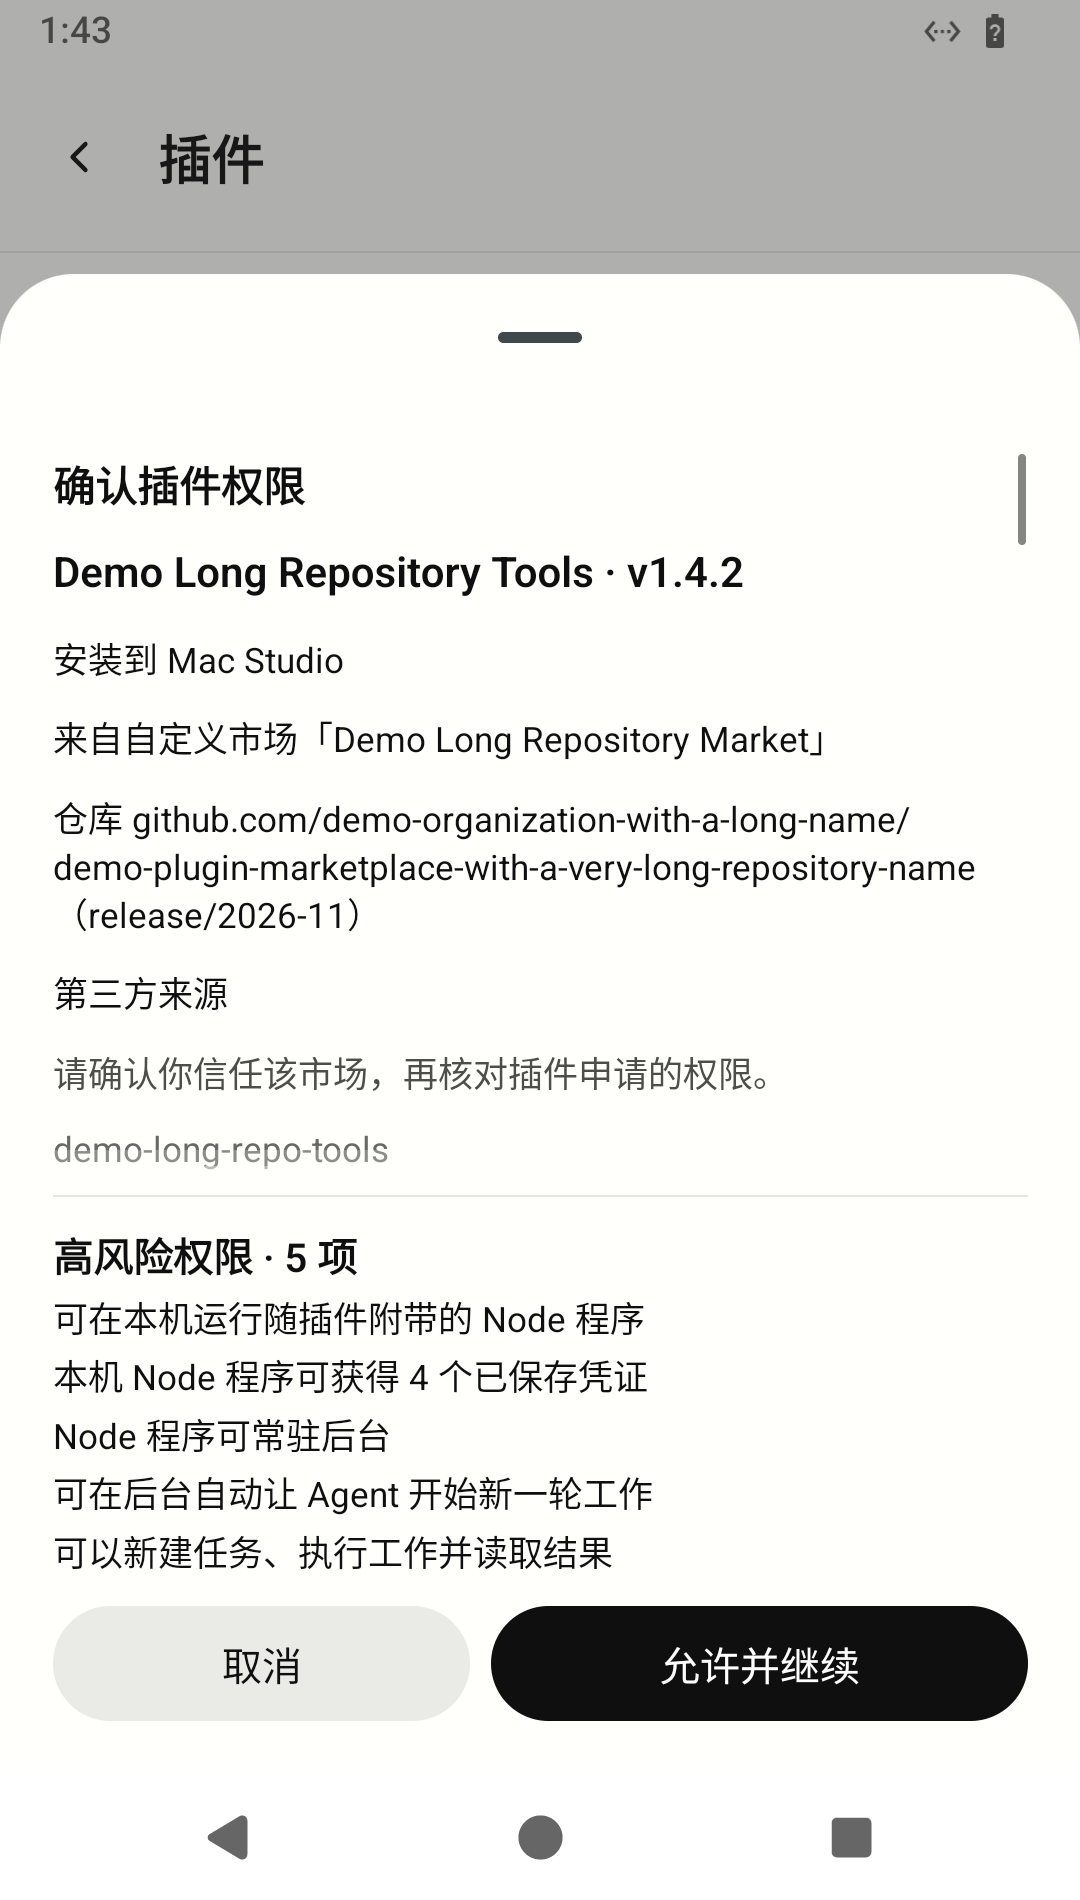 1:43
插件
确认插件权限
Demo Long Repository Tools · v1.4.2
安装到 Mac Studio
来自自定义市场「Demo Long Repository Market」
仓库 github.com/demo-organization-with-a-long-name/
demo-plugin-marketplace-with-a-very-long-repository-name
（release/2026-11）
第三方来源
请确认你信任该市场，再核对插件申请的权限。
demo-long-repo-tools
高风险权限 · 5 项
可在本机运行随插件附带的 Node 程序
本机 Node 程序可获得 4 个已保存凭证
Node 程序可常驻后台
可在后台自动让 Agent 开始新一轮工作
可以新建任务、执行工作并读取结果
取消
允许并继续